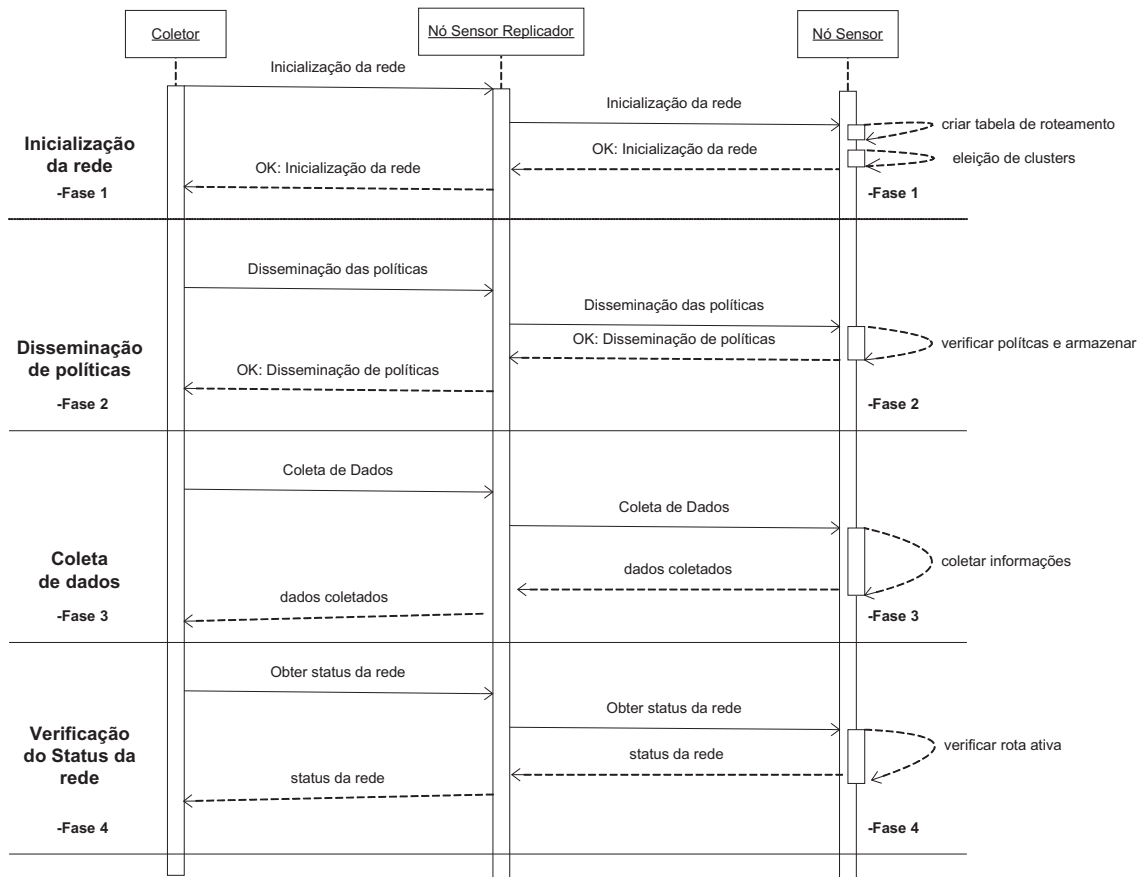 Coletor
Nó Sensor Replicador
Nó Sensor
Inicialização da rede
Inicialização da rede
criar tabela de roteamento
OK: Inicialização da rede
eleição de clusters
OK: Inicialização da rede
Inicialização
da rede
-Fase 1
-Fase 1
Disseminação das políticas
Disseminação das políticas
OK: Disseminação de políticas
verificar polítcas e armazenar
OK: Disseminação de políticas
Disseminação
de políticas
-Fase 2
-Fase 2
Coleta de Dados
Coleta de Dados
coletar informações
dados coletados
dados coletados
Coleta
de dados
-Fase 3
-Fase 3
Obter status da rede
Obter status da rede
verificar rota ativa
status da rede
status da rede
Verificação
do Status da
rede
-Fase 4
-Fase 4